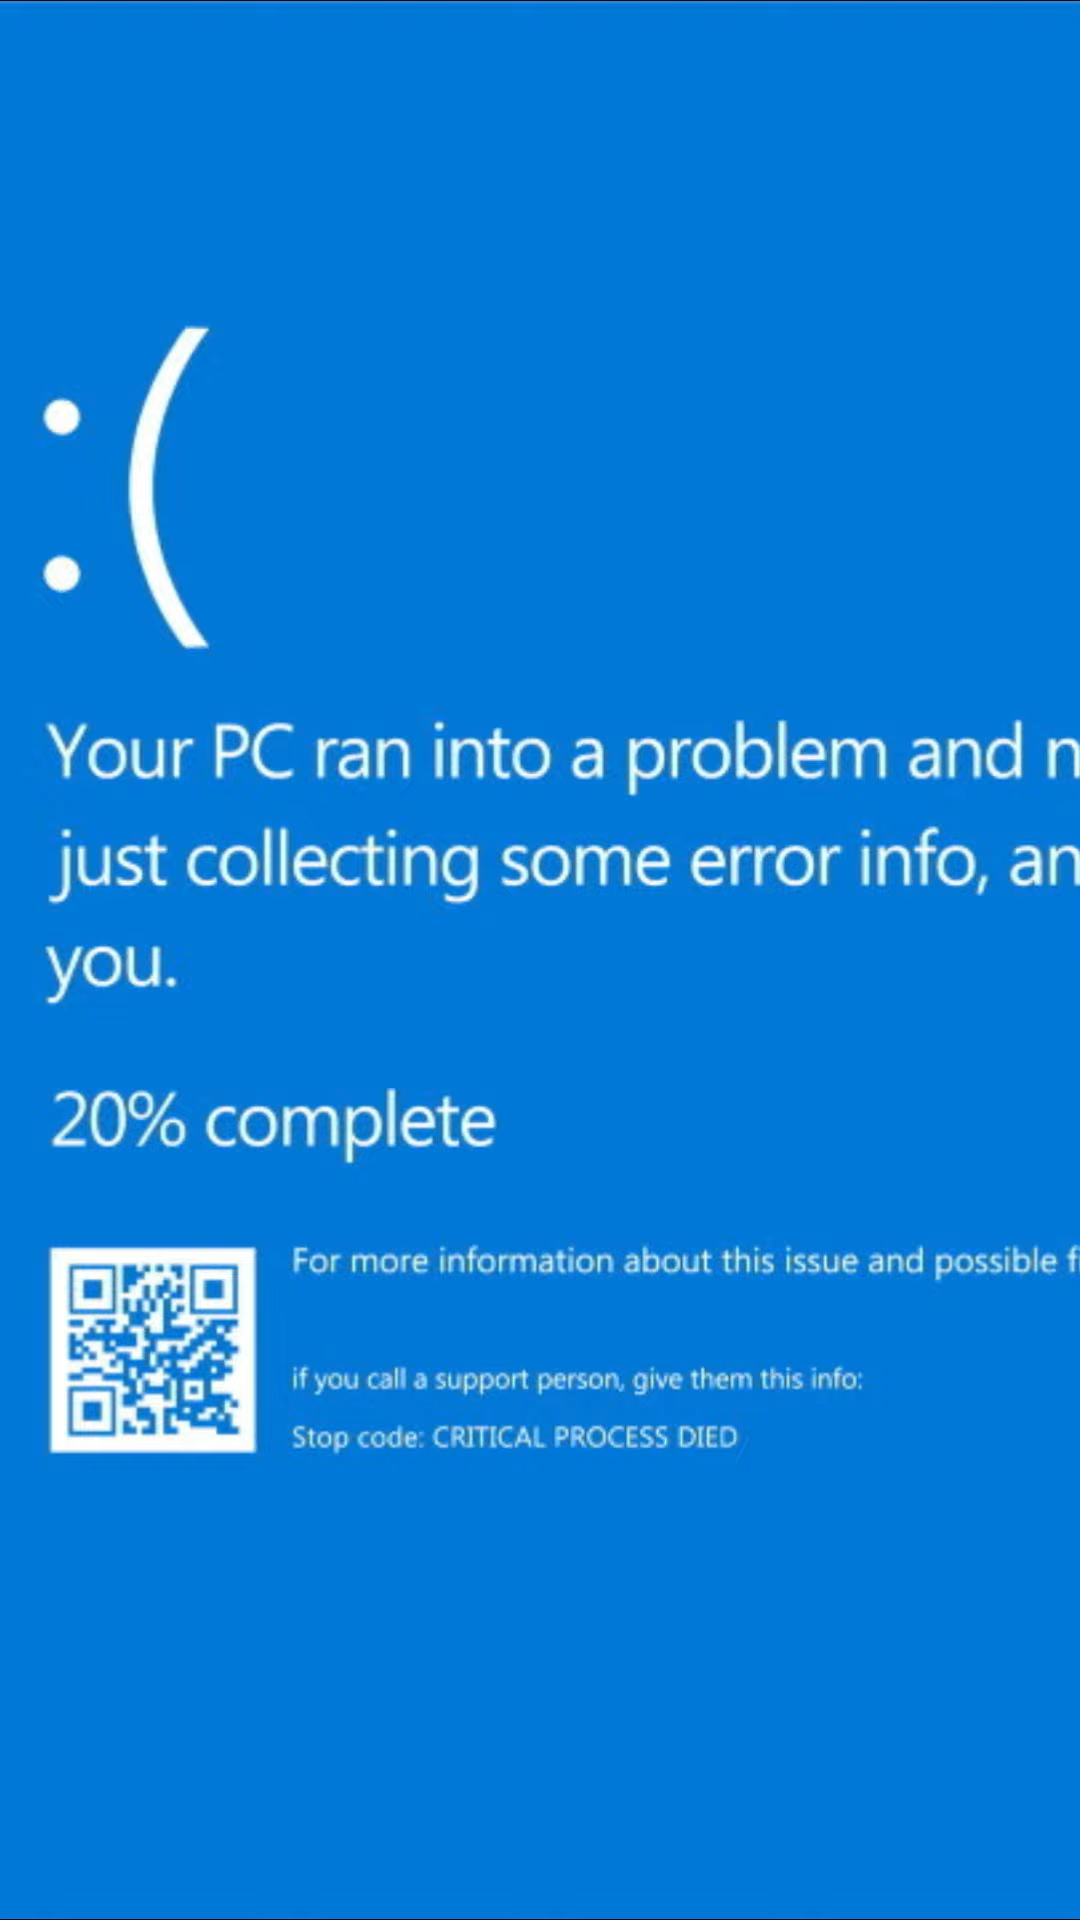 :(
Your PC ran into a problem and n
just collecting some error info, an
you.
20% complete
For more information about this issue and possible fi
if you call a support person, give them this info:
Stop code: CRITICAL PROCESS DIED